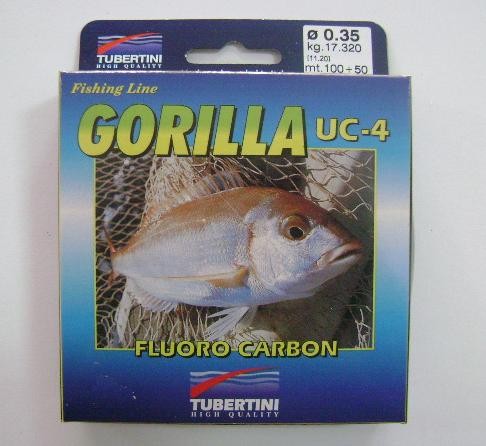 TUBERTINI
HIGH QUALITY
ø 0.35
kg.17.320
(11.20)
mt.100÷50
Fishing Line
GORILLA UC-4
FLUORO CARBON
TUBERTINI
HIGH QUALITY